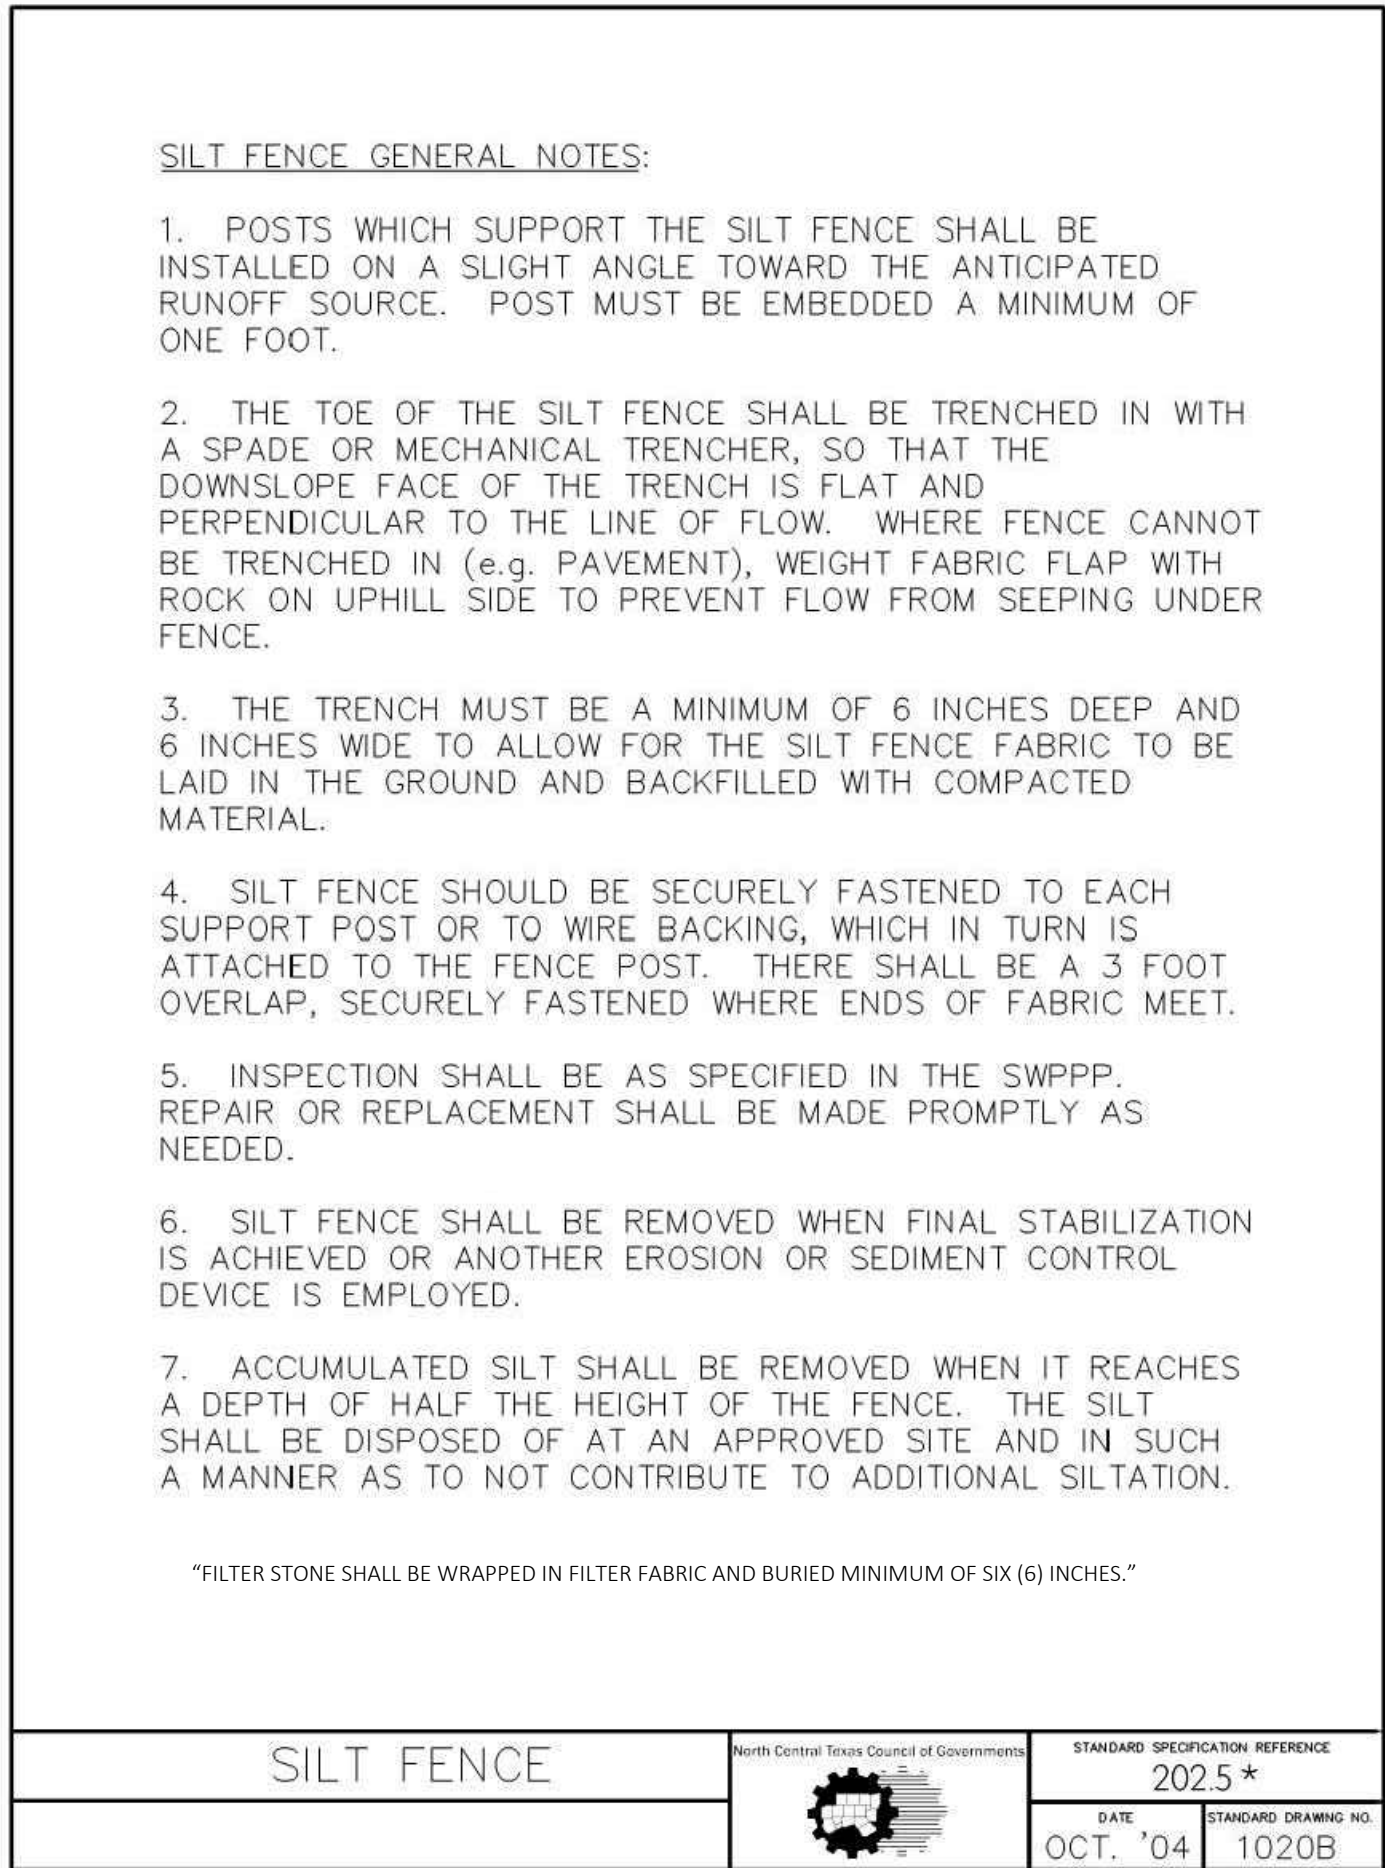 SILT FENCE GENERAL NOTES:
1. POSTS WHICH SUPPORT THE SILT FENCE SHALL BE
INSTALLED ON A SLIGHT ANGLE TOWARD THE ANTICIPATED
RUNOFF SOURCE. POST MUST BE EMBEDDED A MINIMUM OF
ONE FOOT.
2. THE TOE OF THE SILT FENCE SHALL BE TRENCHED IN WITH
A SPADE OR MECHANICAL TRENCHER, SO THAT THE
DOWNSLOPE FACE OF THE TRENCH IS FLAT AND
PERPENDICULAR TO THE LINE OF FLOW. WHERE FENCE CANNOT
BE TRENCHED IN (e.g. PAVEMENT), WEIGHT FABRIC FLAP WITH
ROCK ON UPHILL SIDE TO PREVENT FLOW FROM SEEPING UNDER
FENCE.
3. THE TRENCH MUST BE A MINIMUM OF 6 INCHES DEEP AND
6 INCHES WIDE TO ALLOW FOR THE SILT FENCE FABRIC TO BE
LAID IN THE GROUND AND BACKFILLED WITH COMPACTED
MATERIAL.
4. SILT FENCE SHOULD BE SECURELY FASTENED TO EACH
SUPPORT POST OR TO WIRE BACKING, WHICH IN TURN IS
ATTACHED TO THE FENCE POST. THERE SHALL BE A 3 FOOT
OVERLAP, SECURELY FASTENED WHERE ENDS OF FABRIC MEET.
5. INSPECTION SHALL BE AS SPECIFIED IN THE SWPPP.
REPAIR OR REPLACEMENT SHALL BE MADE PROMPTLY AS
NEEDED.
6. SILT FENCE SHALL BE REMOVED WHEN FINAL STABILIZATION
IS ACHIEVED OR ANOTHER EROSION OR SEDIMENT CONTROL
DEVICE IS EMPLOYED.
7. ACCUMULATED SILT SHALL BE REMOVED WHEN IT REACHES
A DEPTH OF HALF THE HEIGHT OF THE FENCE. THE SILT
SHALL BE DISPOSED OF AT AN APPROVED SITE AND IN SUCH
A MANNER AS TO NOT CONTRIBUTE TO ADDITIONAL SILTATION.
“FILTER STONE SHALL BE WRAPPED IN FILTER FABRIC AND BURIED MINIMUM OF SIX (6) INCHES.”
SILT FENCE
North Central Texas Council of Governments
STANDARD SPECIFICATION REFERENCE
202.5 *
DATE
OCT. '04
STANDARD DRAWING NO.
1020B